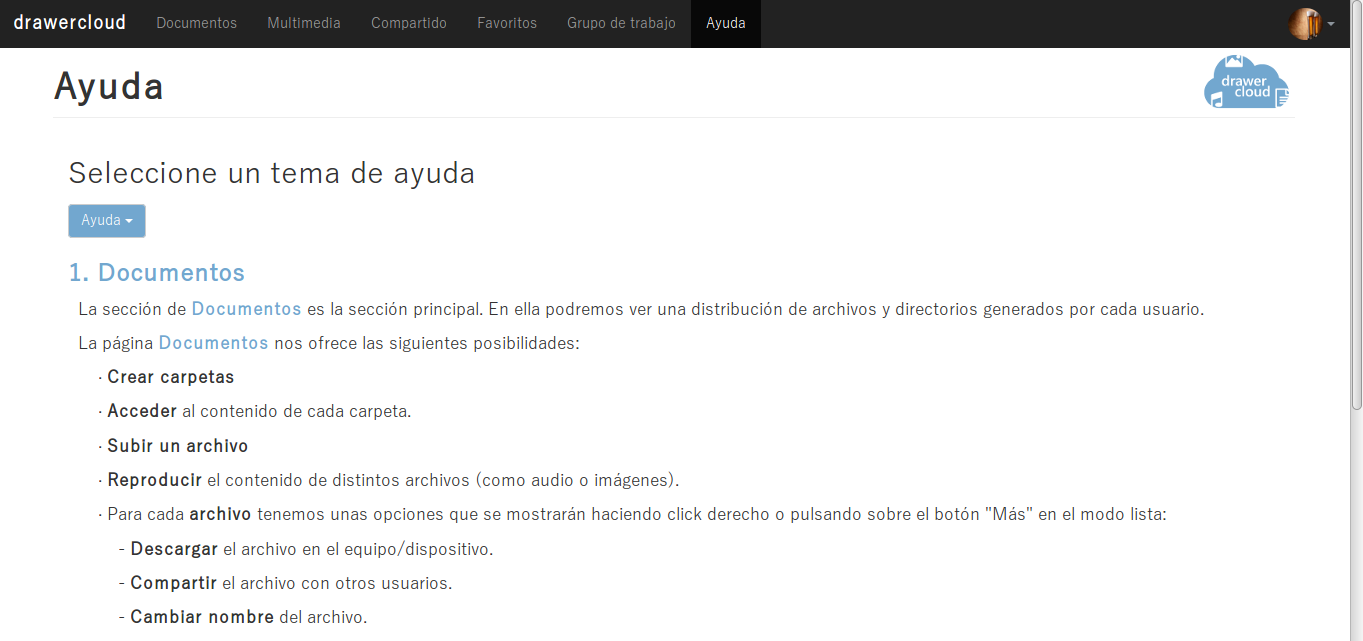 drawercloud Documentos Multimedia Compartido Favoritos Grupo de trabajo Ayuda
Ayuda
drawer
cloud
Seleccione un tema de ayuda
Ayuda
1. Documentos
La sección de Documentos es la sección principal. En ella podremos ver una distribución de archivos y directorios generados por cada usuario.
La página Documentos nos ofrece las siguientes posibilidades:
· Crear carpetas
· Acceder al contenido de cada carpeta.
· Subir un archivo
· Reproducir el contenido de distintos archivos (como audio o imágenes).
· Para cada archivo tenemos unas opciones que se mostrarán haciendo click derecho o pulsando sobre el botón "Más" en el modo lista:
- Descargar el archivo en el equipo/dispositivo.
- Compartir el archivo con otros usuarios.
- Cambiar nombre del archivo.